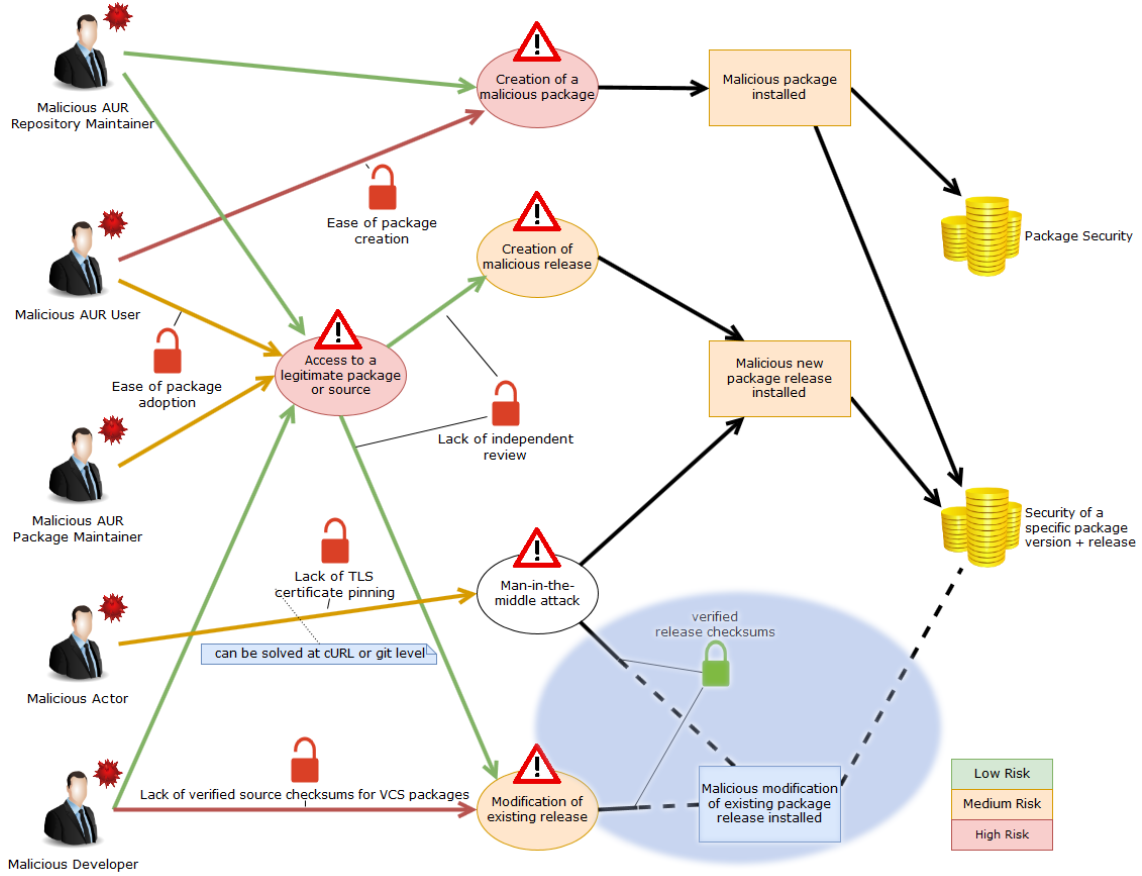 Malicious AUR
Repository Maintainer
Creation of a
malicious package
Malicious package
installed
Ease of package
creation
Package Security
Creation of
malicious release
Malicious AUR User
Ease of package
adoption
Access to a
legitimate package
or source
Malicious new
package release
installed
Lack of independent
review
Malicious AUR
Package Maintainer
Security of a
specific package
version + release
Lack of TLS
certificate pinning
Man-in-the-
middle attack
verified
release checksums
can be solved at cURL or git level
Malicious Actor
Lack of verified source checksums for VCS packages
Modification of
existing release
Malicious modification
of existing package
release installed
Low Risk
Medium Risk
High Risk
Malicious Developer